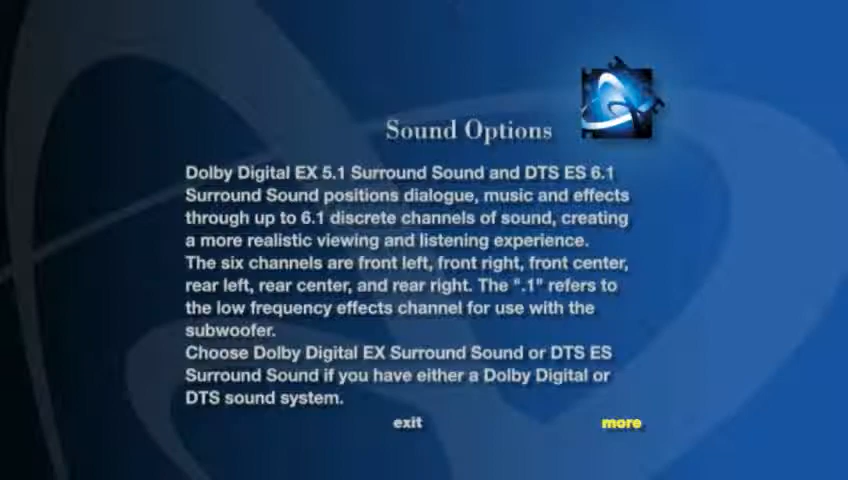 Sound Options
Dolby Digital EX 5.1 Surround Sound and DTS ES 6.1
Surround Sound positions dialogue, music and effects
through up to 6.1 discrete channels of sound, creating
a more realistic viewing and listening experience.
The six channels are front left, front right, front center,
rear left, rear center, and rear right. The ".1" refers to
the low frequency effects channel for use with the
subwoofer.
Choose Dolby Digital EX Surround Sound or DTS ES
Surround Sound if you have either a Dolby Digital or
DTS sound system.
exit
more